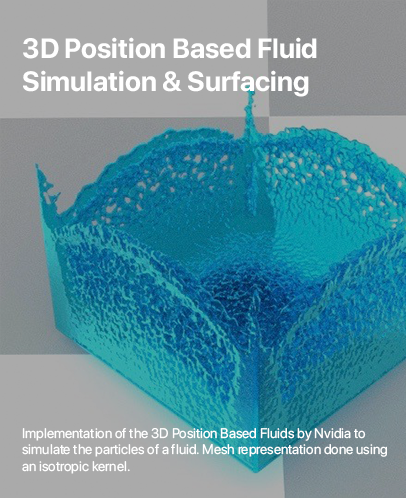 3D Position Based Fluid
Simulation & Surfacing
Implementation of the 3D Position Based Fluids by Nvidia to
simulate the particles of a fluid. Mesh representation done using
an isotropic kernel.